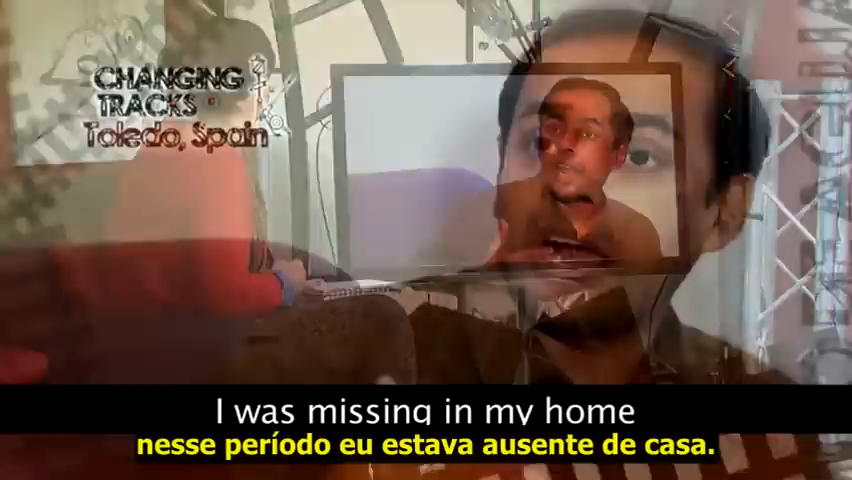 CHANGING
TRACKS
Toledo, Spain
I was missing in my home
nesse período eu estava ausente de casa.